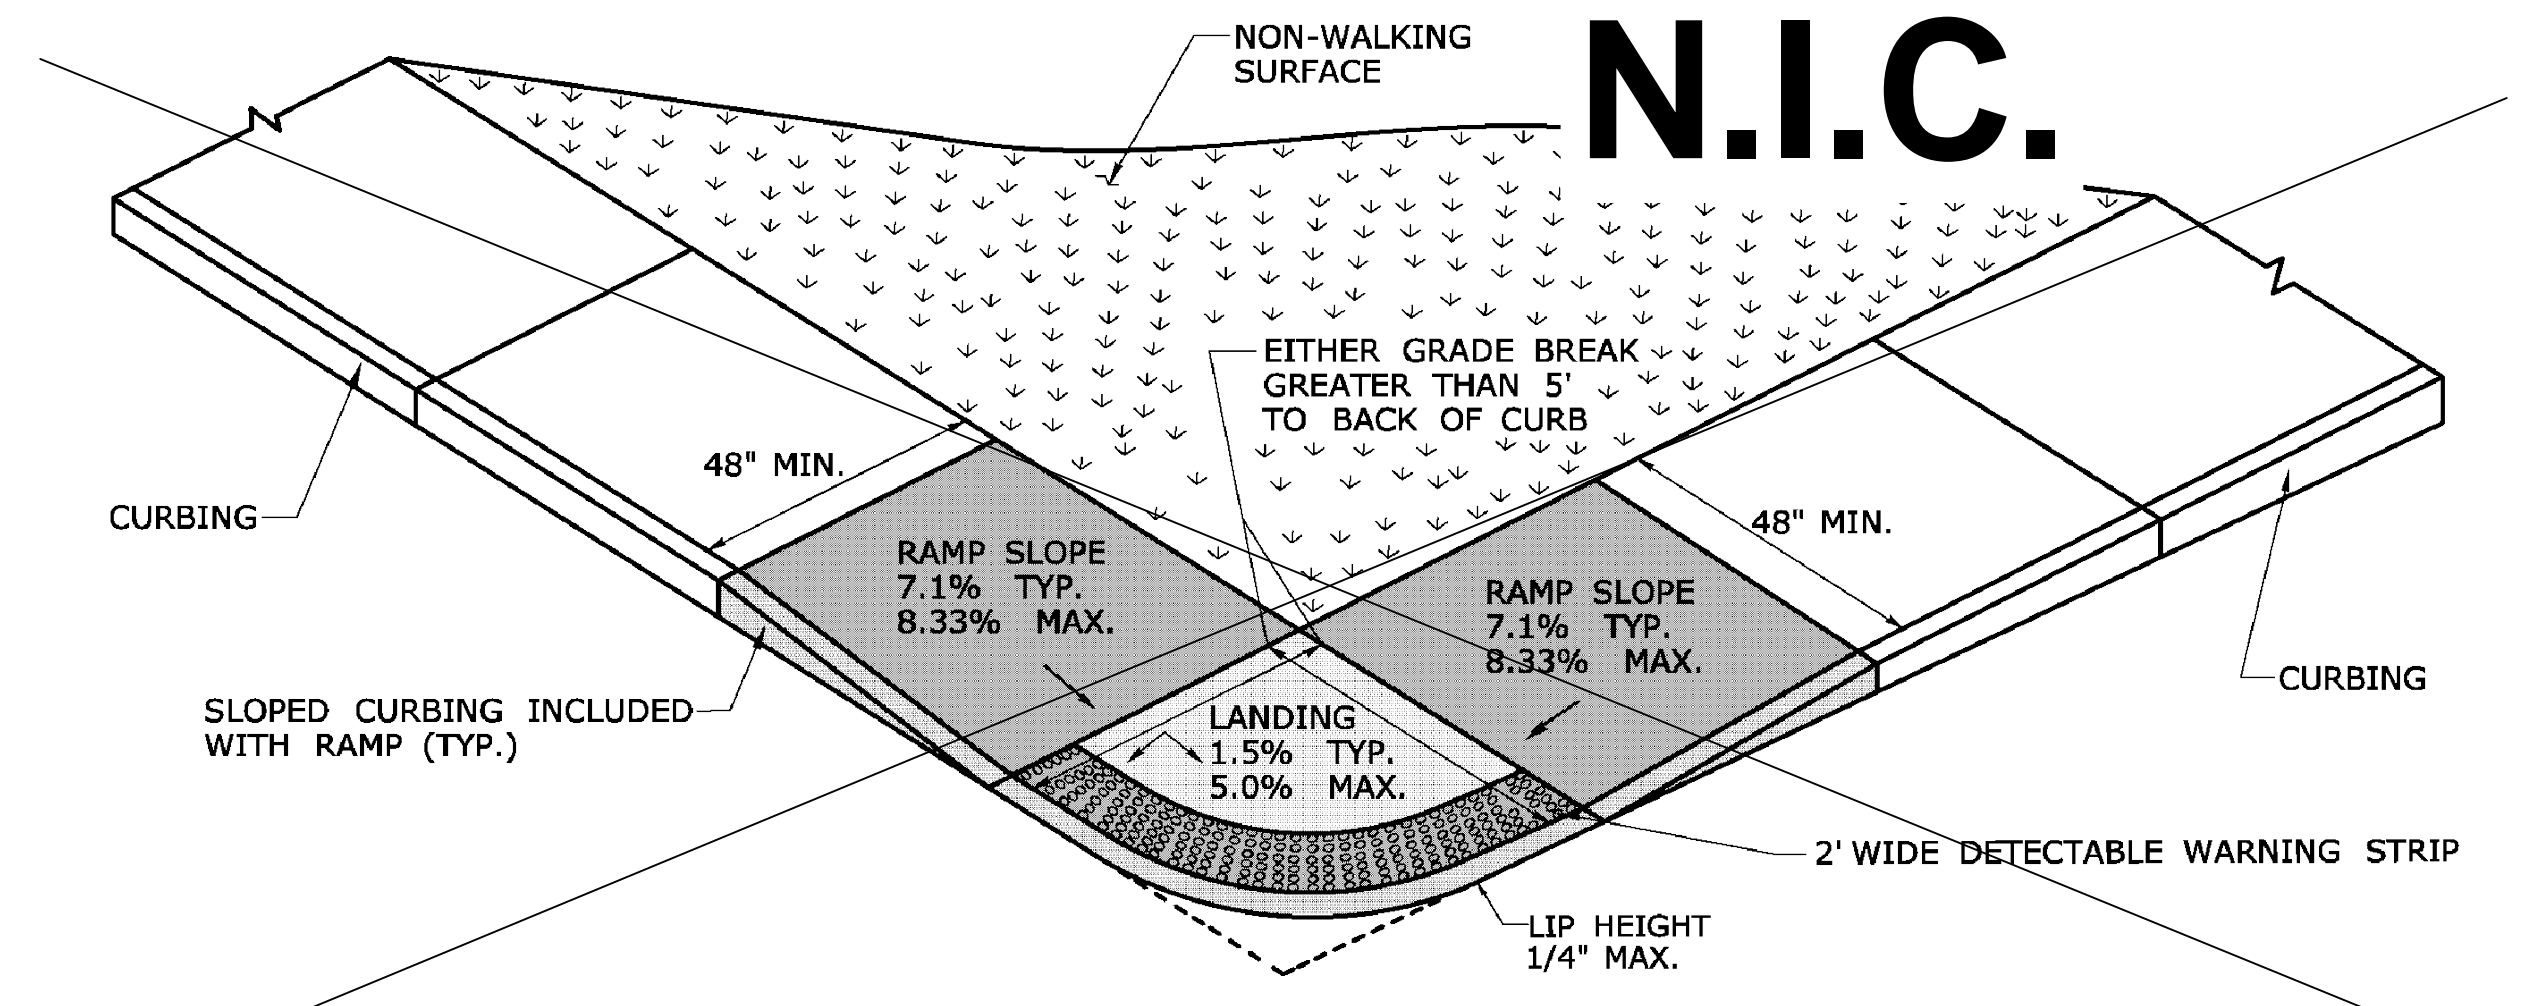 NON-WALKING
SURFACE
N.I.C.
EITHER GRADE BREAK
GREATER THAN 5'
TO BACK OF CURB
48" MIN.
48" MIN.
CURBING
RAMP SLOPE
7.1% TYP.
8.33% MAX.
RAMP SLOPE
7.1% TYP.
8.33% MAX.
CURBING
SLOPED CURBING INCLUDED
WITH RAMP (TYP.)
LANDING
1.5% TYP.
5.0% MAX.
2' WIDE DETECTABLE WARNING STRIP
LIP HEIGHT
1/4" MAX.